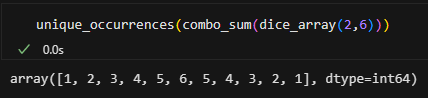 unique_occurrences(combo_sum(dice_array(2,6)))
✓ 0.0s
array([1, 2, 3, 4, 5, 6, 5, 4, 3, 2, 1], dtype=int64)